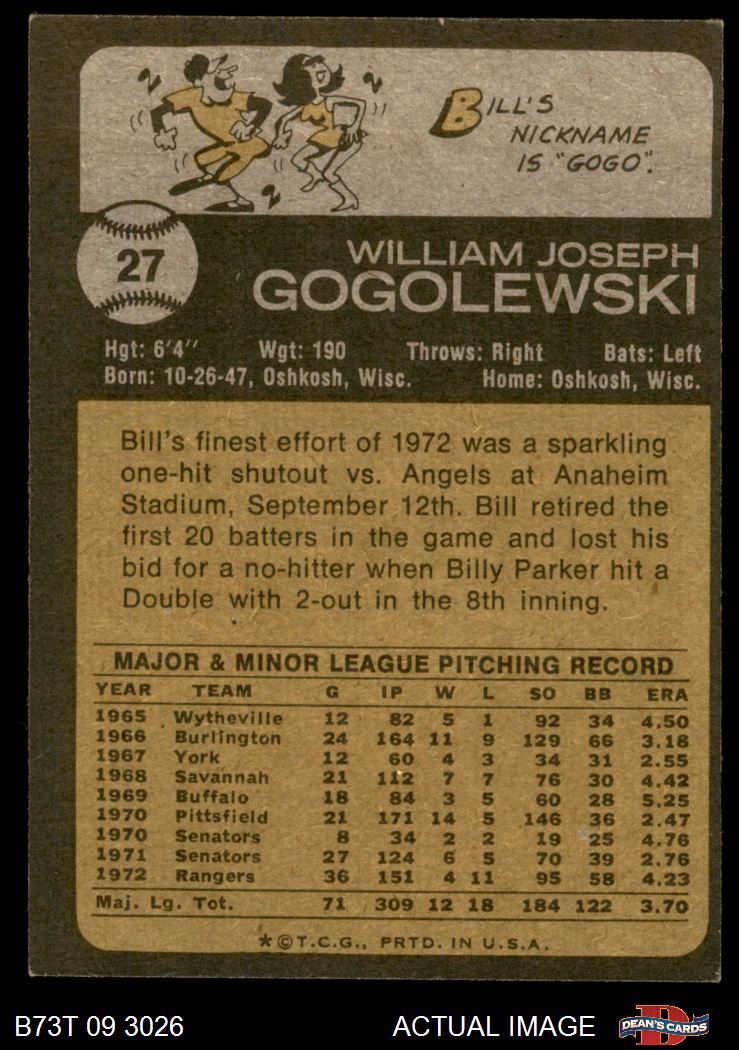 BILL'S
NICKNAME
IS "GOGO".
27
WILLIAM JOSEPH
GOGOLEWSKI
Hgt: 6'4" Wgt: 190 Throws: Right Bats: Left
Born: 10-26-47, Oshkosh, Wisc. Home: Oshkosh, Wisc.
Bill's finest effort of 1972 was a sparkling
one-hit shutout vs. Angels at Anaheim
Stadium, September 12th. Bill retired the
first 20 batters in the game and lost his
bid for a no-hitter when Billy Parker hit a
Double with 2-out in the 8th inning.
MAJOR & MINOR LEAGUE PITCHING RECORD
YEAR TEAM G IP W L SO BB ERA
1965 Wytheville 12 82 5 1 92 34 4.50
1966 Burlington 24 164 11 9 129 66 3.18
1967 York 12 60 4 3 34 31 2.55
1968 Savannah 21 112 7 7 76 30 4.42
1969 Buffalo 18 84 3 5 60 28 5.25
1970 Pittsfield 21 171 14 5 146 36 2.47
1970 Senators 8 34 2 2 19 25 4.76
1971 Senators 27 124 6 5 70 39 2.76
1972 Rangers 36 151 4 11 95 58 4.23
Maj. Lg. Tot. 71 309 12 18 184 122 3.70
*©T.C.G., PRTD. IN U.S.A.
B73T 09 3026 ACTUAL IMAGE
D
DEAN'S CARDS